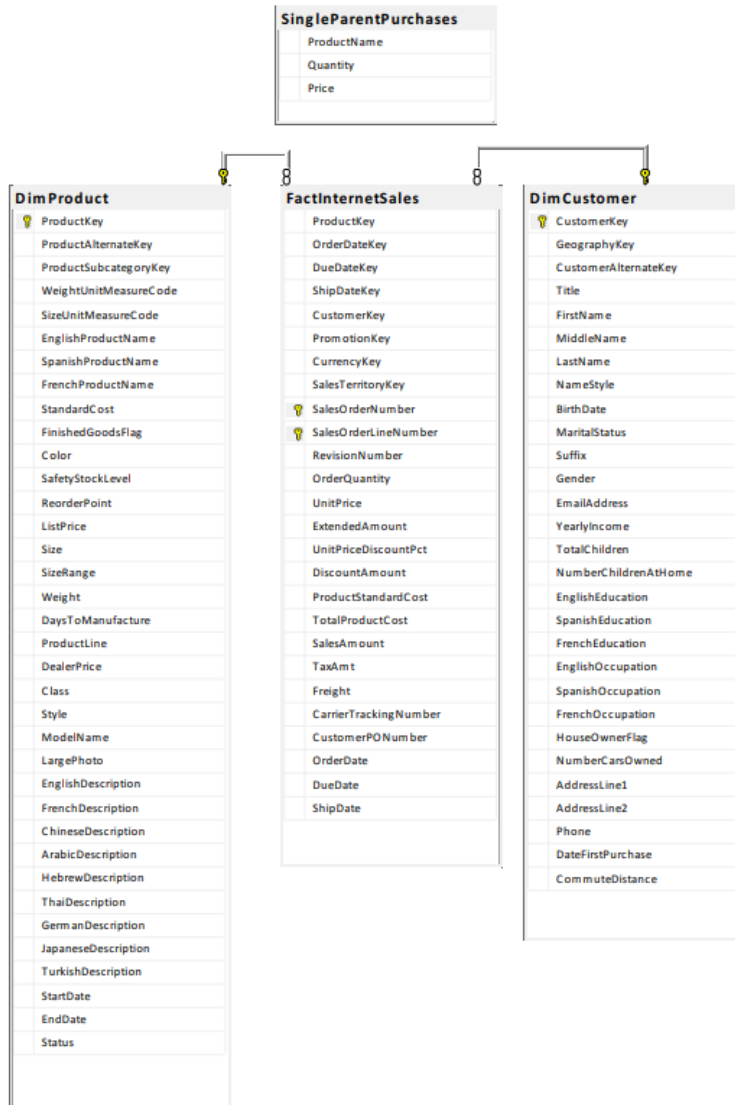 SingleParentPurchases
ProductName
Quantity
Price
DimProduct
ProductKey
ProductAlternateKey
ProductSubcategoryKey
WeightUnitMeasureCode
SizeUnitMeasureCode
EnglishProductName
SpanishProductName
FrenchProductName
StandardCost
FinishedGoodsFlag
Color
SafetyStockLevel
ReorderPoint
ListPrice
Size
SizeRange
Weight
DaysToManufacture
ProductLine
DealerPrice
Class
Style
ModelName
LargePhoto
EnglishDescription
FrenchDescription
ChineseDescription
ArabicDescription
HebrewDescription
ThaiDescription
GermanDescription
JapaneseDescription
TurkishDescription
StartDate
EndDate
Status
FactInternetSales
ProductKey
OrderDateKey
DueDateKey
ShipDateKey
CustomerKey
PromotionKey
CurrencyKey
SalesTerritoryKey
SalesOrderNumber
SalesOrderLineNumber
RevisionNumber
OrderQuantity
UnitPrice
ExtendedAmount
UnitPriceDiscountPct
DiscountAmount
ProductStandardCost
TotalProductCost
SalesAmount
TaxAmt
Freight
CarrierTrackingNumber
CustomerPONumber
OrderDate
DueDate
ShipDate
DimCustomer
CustomerKey
GeographyKey
CustomerAlternateKey
Title
FirstName
MiddleName
LastName
NameStyle
BirthDate
MaritalStatus
Suffix
Gender
EmailAddress
YearlyIncome
TotalChildren
NumberChildrenAtHome
EnglishEducation
SpanishEducation
FrenchEducation
EnglishOccupation
SpanishOccupation
FrenchOccupation
HouseOwnerFlag
NumberCarsOwned
AddressLine1
AddressLine2
Phone
DateFirstPurchase
CommuteDistance